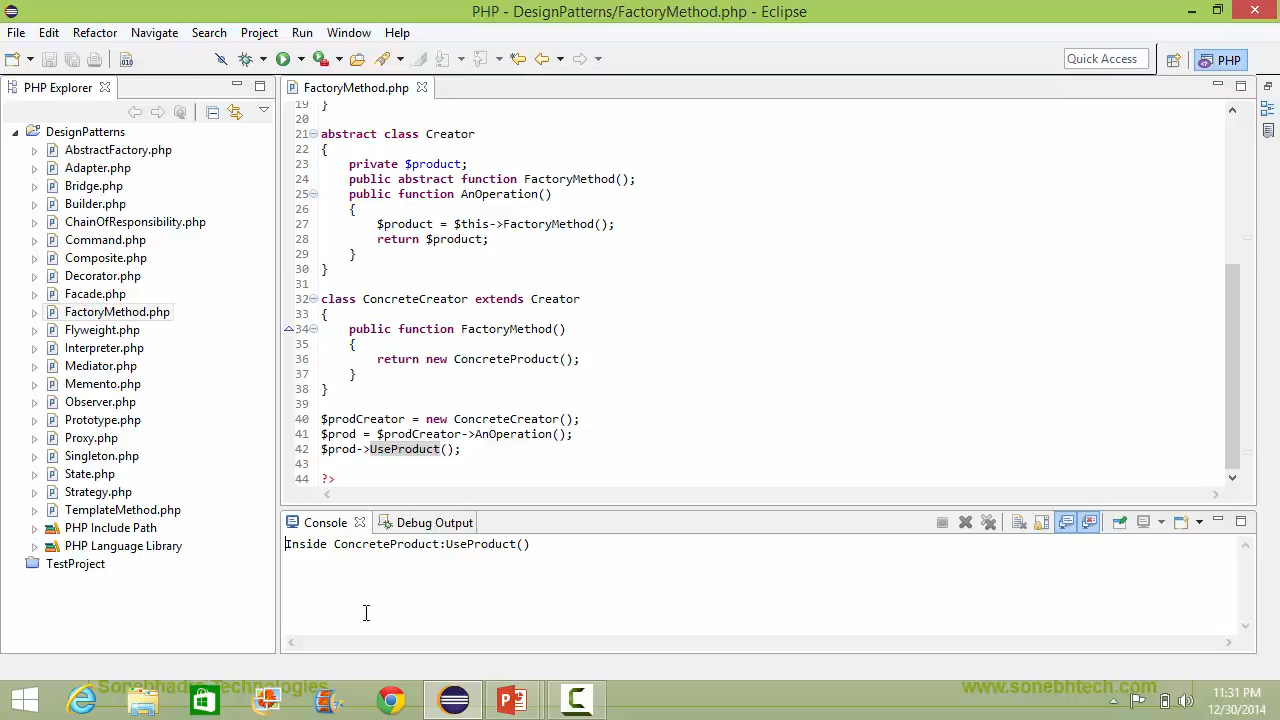 PHP - DesignPatterns/FactoryMethod.php - Eclipse
File Edit Refactor Navigate Search Project Run Window Help
Quick Access
PHP
PHP Explorer
DesignPatterns
AbstractFactory.php
Adapter.php
Bridge.php
Builder.php
ChainOfResponsibility.php
Command.php
Composite.php
Decorator.php
Facade.php
FactoryMethod.php
Flyweight.php
Interpreter.php
Mediator.php
Memento.php
Observer.php
Prototype.php
Proxy.php
Singleton.php
State.php
Strategy.php
TemplateMethod.php
PHP Include Path
PHP Language Library
TestProject
FactoryMethod.php
19 }
20
21 abstract class Creator
22 {
23 private $product;
24 public abstract function FactoryMethod();
25 public function AnOperation()
26 {
27 $product = $this->FactoryMethod();
28 return $product;
29 }
30 }
31
32 class ConcreteCreator extends Creator
33 {
34 public function FactoryMethod()
35 {
36 return new ConcreteProduct();
37 }
38 }
39
40 $prodCreator = new ConcreteCreator();
41 $prod = $prodCreator->AnOperation();
42 $prod->UseProduct();
43
44 ?>
Console Debug Output
Inside ConcreteProduct:UseProduct()
Sonebhadra Technologies
www.sonebhtech.com
11:31 PM
12/30/2014